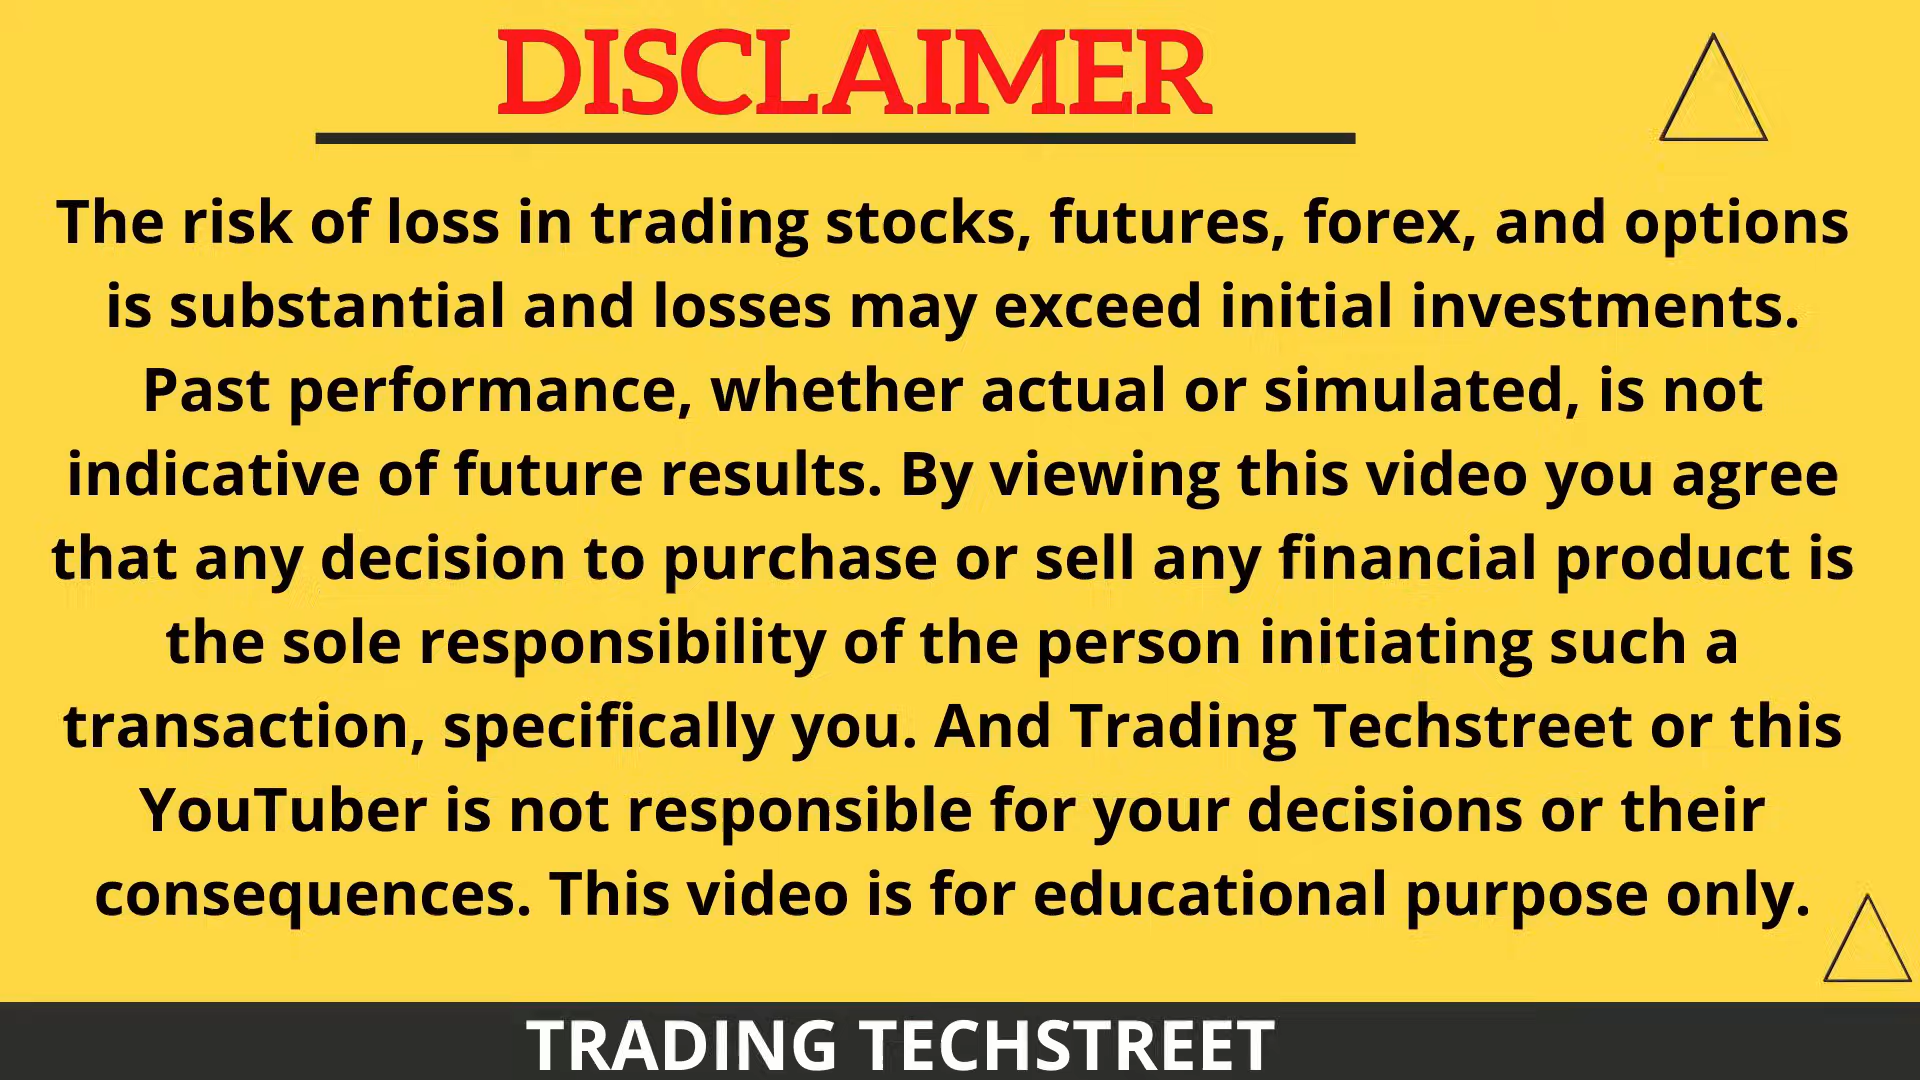 DISCLAIMER
The risk of loss in trading stocks, futures, forex, and options
is substantial and losses may exceed initial investments.
Past performance, whether actual or simulated, is not
indicative of future results. By viewing this video you agree
that any decision to purchase or sell any financial product is
the sole responsibility of the person initiating such a
transaction, specifically you. And Trading Techstreet or this
YouTuber is not responsible for your decisions or their
consequences. This video is for educational purpose only.
TRADING TECHSTREET